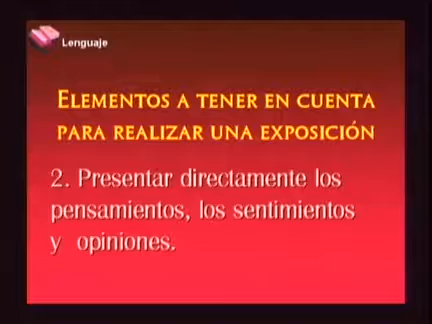 Lenguaje
ELEMENTOS A TENER EN CUENTA
PARA REALIZAR UNA EXPOSICIÓN
2. Presentar directamente los
pensamientos, los sentimientos
y opiniones.